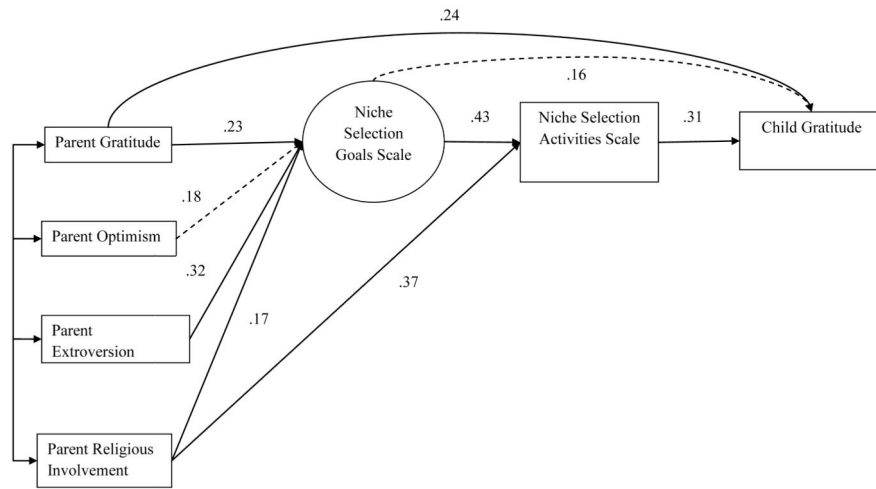 .24
.16
Niche
Selection
Goals Scale
Niche Selection
Activities Scale
Child Gratitude
.23
.43
.31
Parent Gratitude
.18
Parent Optimism
.32
.37
.17
Parent
Extroversion
Parent Religious
Involvement